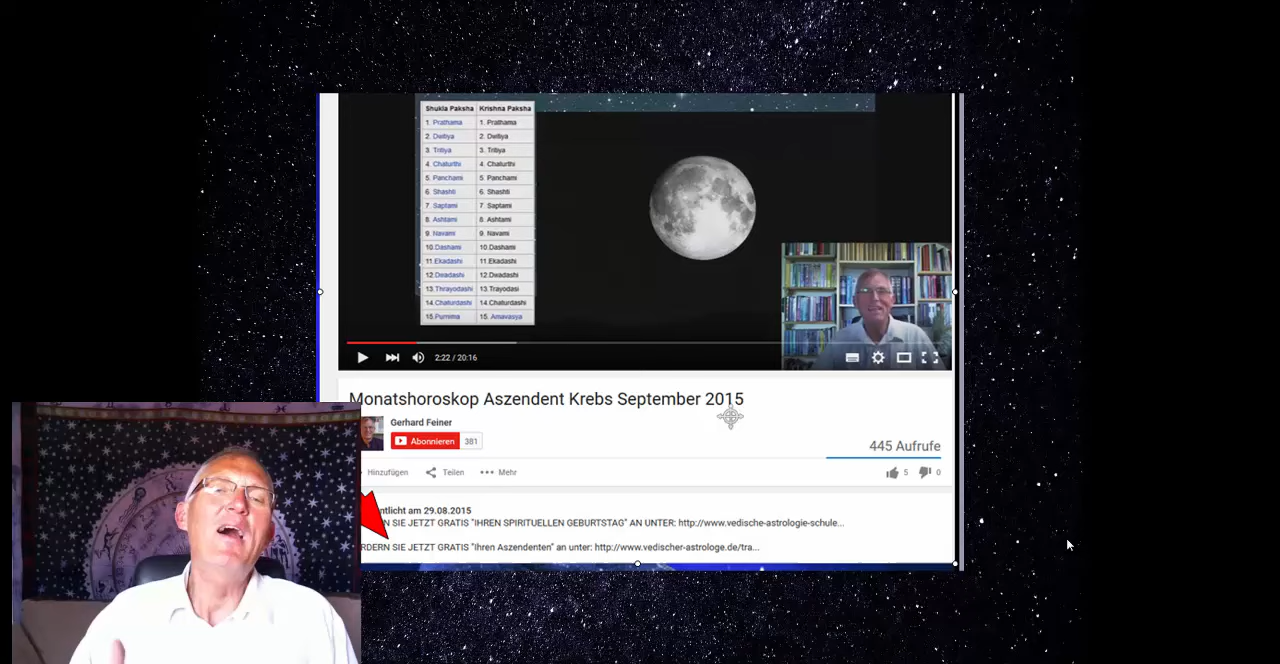 Shukla Paksha Krishna Paksha
1. Prathama 1. Prathama
2. Dwitiya 2. Dwitiya
3. Tritiya 3. Tritiya
4. Chaturthi 4. Chaturthi
5. Panchami 5. Panchami
6. Shashti 6. Shashti
7. Saptami 7. Saptami
8. Ashtami 8. Ashtami
9. Navami 9. Navami
10.Dashami 10.Dashami
11.Ekadashi 11.Ekadashi
12.Dwadashi 12.Dwadashi
13.Thrayodashi 13.Trayodasi
14.Chaturdashi 14.Chaturdashi
15.Purnima 15. Amavasya
2:22 / 20:16
Monatshoroskop Aszendent Krebs September 2015
Gerhard Feiner
Abonnieren 381
445 Aufrufe
Hinzufügen Teilen Mehr 5 0
ntlicht am 29.08.2015
N SIE JETZT GRATIS "IHREN SPIRITUELLEN GEBURTSTAG" AN UNTER: http://www.vedische-astrologie-schule...
RDERN SIE JETZT GRATIS "Ihren Aszendenten" an unter: http://www.vedischer-astrologe.de/tra...